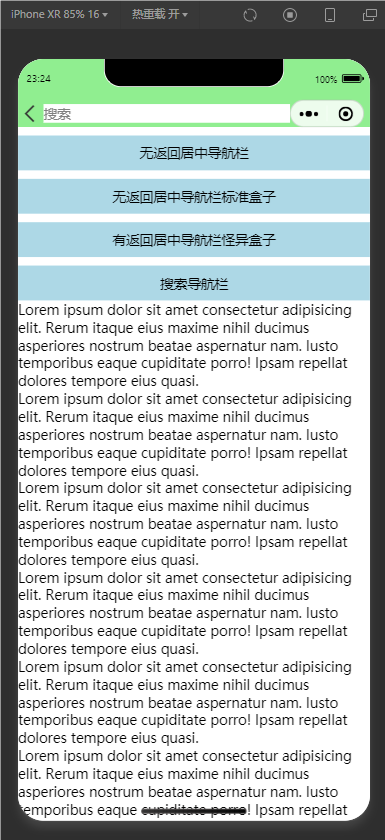 iPhone XR 85% 16 热重载 开
23:24 100%
搜索
无返回居中导航栏
无返回居中导航栏标准盒子
有返回居中导航栏怪异盒子
搜索导航栏
Lorem ipsum dolor sit amet consectetur adipisicing
elit. Rerum itaque eius maxime nihil ducimus
asperiores nostrum beatae aspernatur nam. Iusto
temporibus eaque cupiditate porro! Ipsam repellat
dolores tempore eius quasi.
Lorem ipsum dolor sit amet consectetur adipisicing
elit. Rerum itaque eius maxime nihil ducimus
asperiores nostrum beatae aspernatur nam. Iusto
temporibus eaque cupiditate porro! Ipsam repellat
dolores tempore eius quasi.
Lorem ipsum dolor sit amet consectetur adipisicing
elit. Rerum itaque eius maxime nihil ducimus
asperiores nostrum beatae aspernatur nam. Iusto
temporibus eaque cupiditate porro! Ipsam repellat
dolores tempore eius quasi.
Lorem ipsum dolor sit amet consectetur adipisicing
elit. Rerum itaque eius maxime nihil ducimus
asperiores nostrum beatae aspernatur nam. Iusto
temporibus eaque cupiditate porro! Ipsam repellat
dolores tempore eius quasi.
Lorem ipsum dolor sit amet consectetur adipisicing
elit. Rerum itaque eius maxime nihil ducimus
asperiores nostrum beatae aspernatur nam. Iusto
temporibus eaque cupiditate porro! Ipsam repellat
dolores tempore eius quasi.
Lorem ipsum dolor sit amet consectetur adipisicing
elit. Rerum itaque eius maxime nihil ducimus
asperiores nostrum beatae aspernatur nam. Iusto
temporibus eaque cupiditate porro! Ipsam repellat